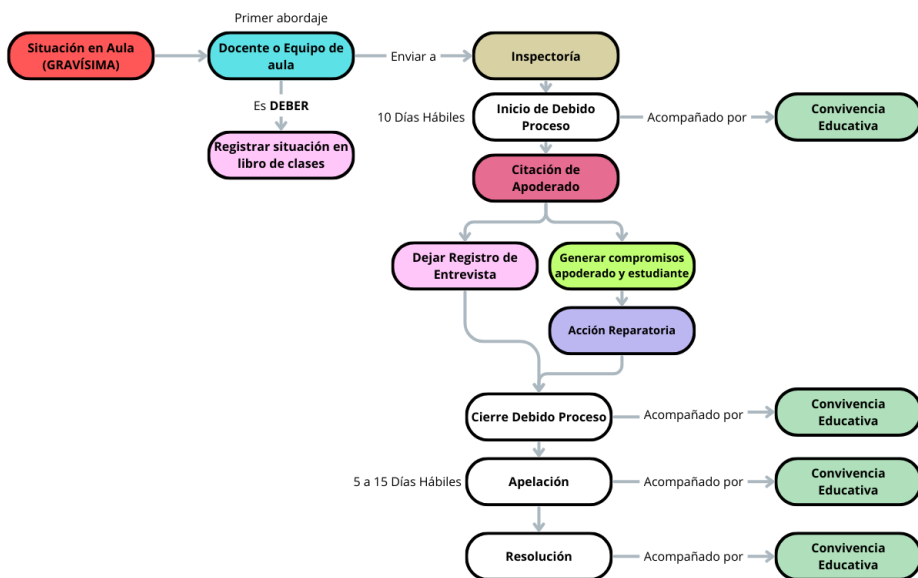 Primer abordaje
Situación en Aula
(GRAVÍSIMA)
Docente o Equipo de
aula
Enviar a
Inspectoría
Es DEBER
Registrar situación en
libro de clases
10 Días Hábiles
Inicio de Debido
Proceso
Acompañado por
Convivencia
Educativa
Citación de
Apoderado
Dejar Registro de
Entrevista
Generar compromisos
apoderado y estudiante
Acción Reparatoria
Cierre Debido Proceso
Acompañado por
Convivencia
Educativa
5 a 15 Días Hábiles
Apelación
Acompañado por
Convivencia
Educativa
Resolución
Acompañado por
Convivencia
Educativa